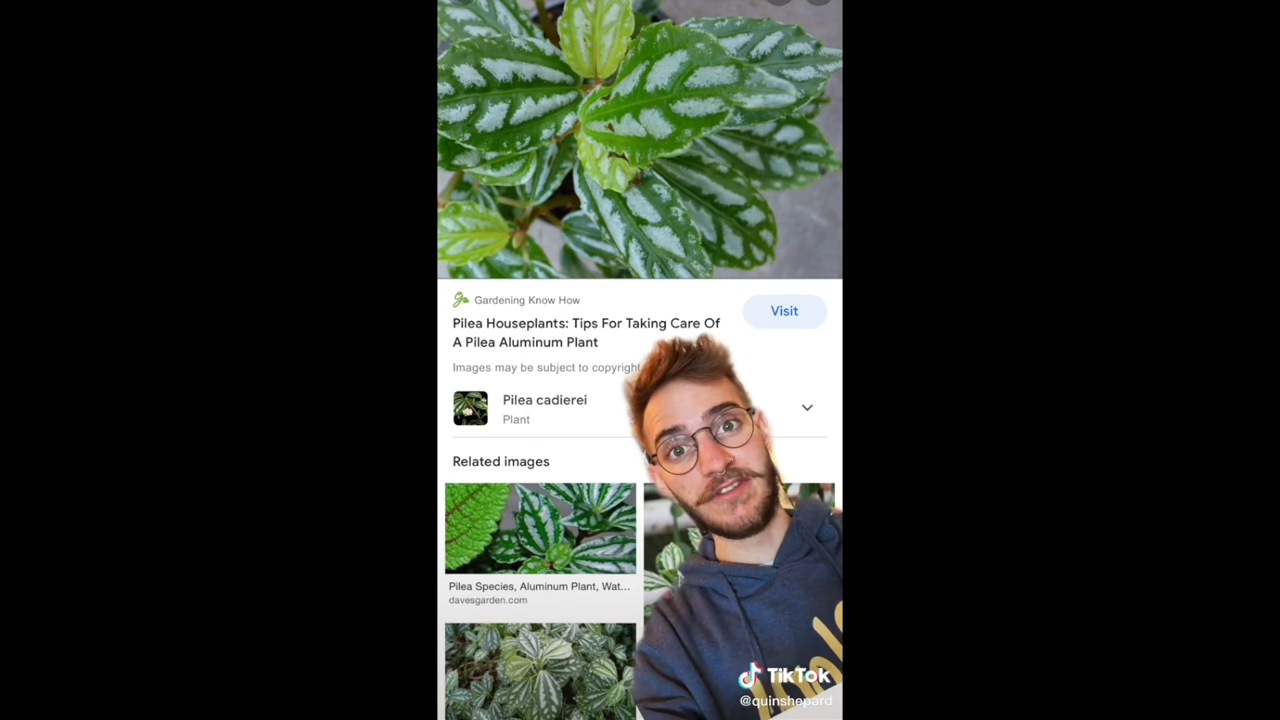 Gardening Know How
Visit
Pilea Houseplants: Tips For Taking Care Of
A Pilea Aluminum Plant
Images may be subject to copyright
Pilea cadierei
Plant
Related images
Pilea Species, Aluminum Plant, Wat...
davesgarden.com
TikTok
@quinshepard